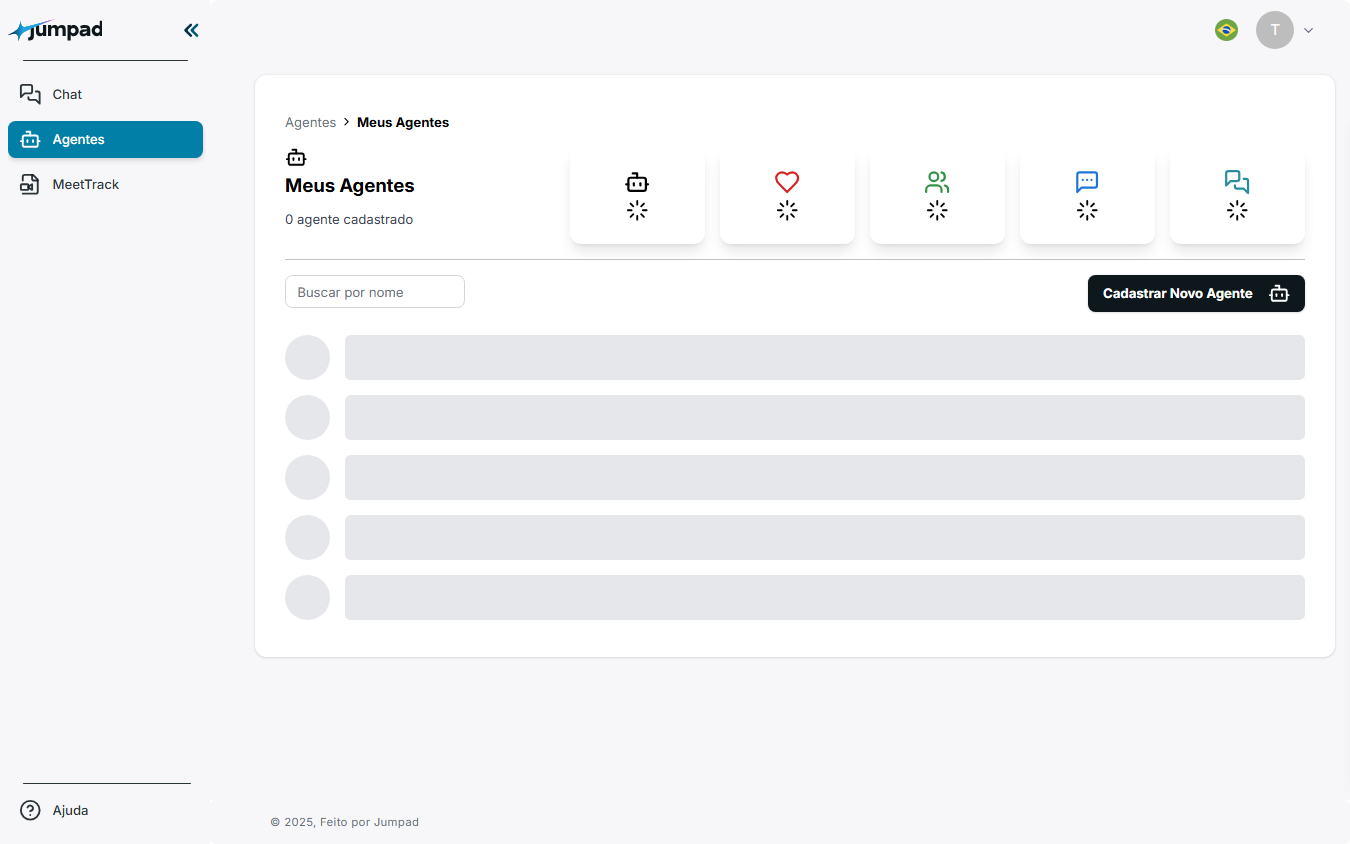 jumpad
T
Chat
Agentes
MeetTrack
Agentes > Meus Agentes
Meus Agentes
0 agente cadastrado
Buscar por nome
Cadastrar Novo Agente
Ajuda
© 2025, Feito por Jumpad